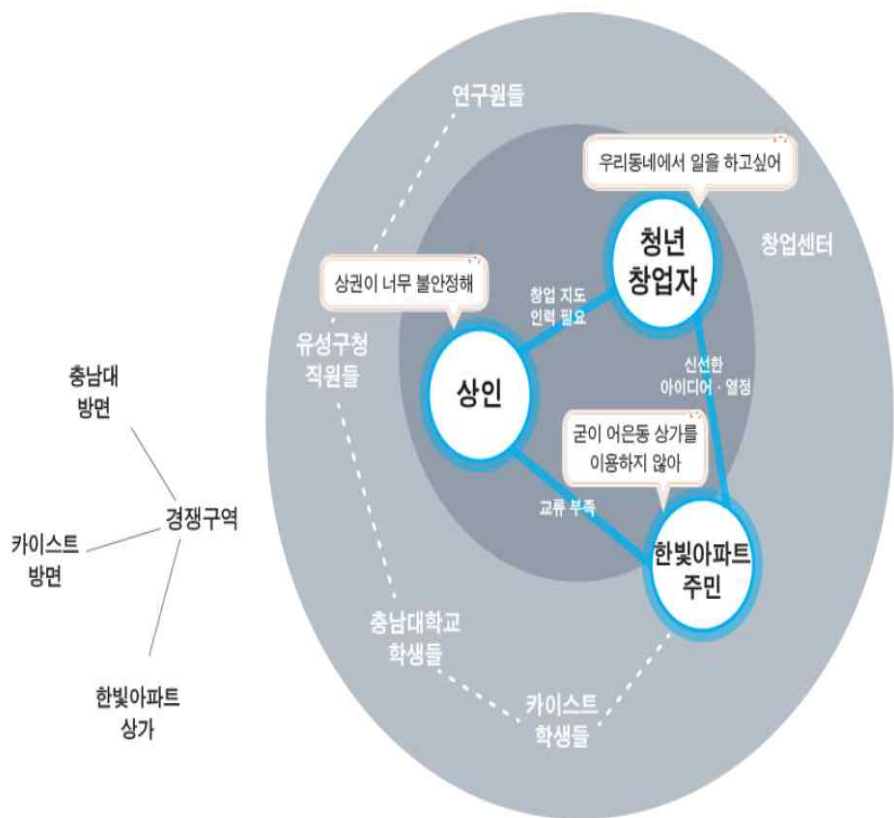 연구원들
우리동네에서 일을 하고싶어
청년
창업자
창업센터
상권이 너무 불안정해
창업 지도
인력 필요
유성구청
직원들
상인
신선한
아이디어 · 열정
굳이 어은동 상가를
이용하지 않아
교류 부족
한빛아파트
주민
충남대학교
학생들
카이스트
학생들
충남대
방면
경쟁구역
카이스트
방면
한빛아파트
상가